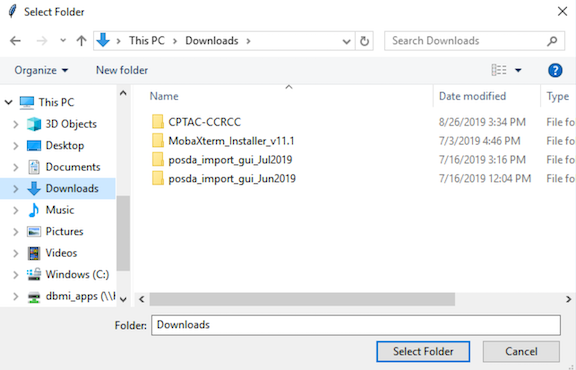 Select Folder
This PC > Downloads >
Search Downloads
Organize
New folder
?
This PC
3D Objects
Desktop
Documents
Downloads
Music
Pictures
Videos
Windows (C:)
dbmi_apps (\\
Name Date modified Type
CPTAC-CCRCC 8/26/2019 3:34 PM File fo
MobaXterm_Installer_v11.1 7/3/2019 4:46 PM File fo
posda_import_gui_Jul2019 7/16/2019 3:16 PM File fo
posda_import_gui_Jun2019 7/16/2019 12:04 PM File fo
Folder: Downloads
Select Folder
Cancel